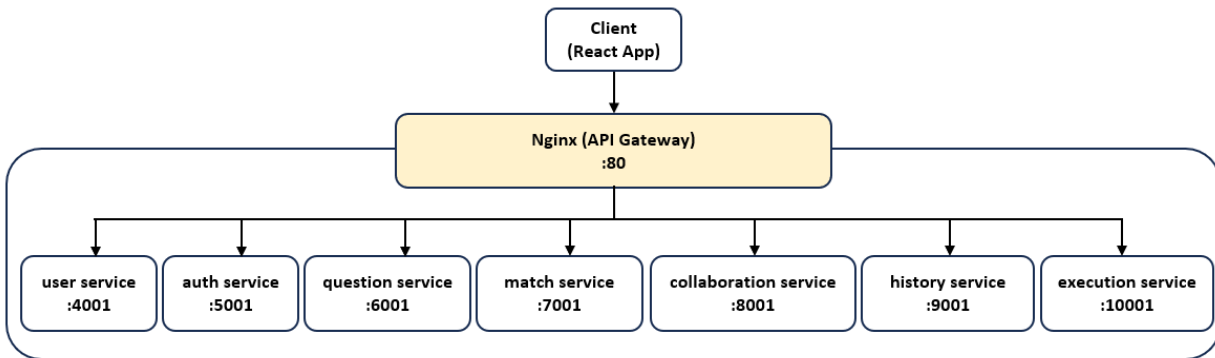 Client
(React App)
Nginx (API Gateway)
:80
user service
:4001
auth service
:5001
question service
:6001
match service
:7001
collaboration service
:8001
history service
:9001
execution service
:10001